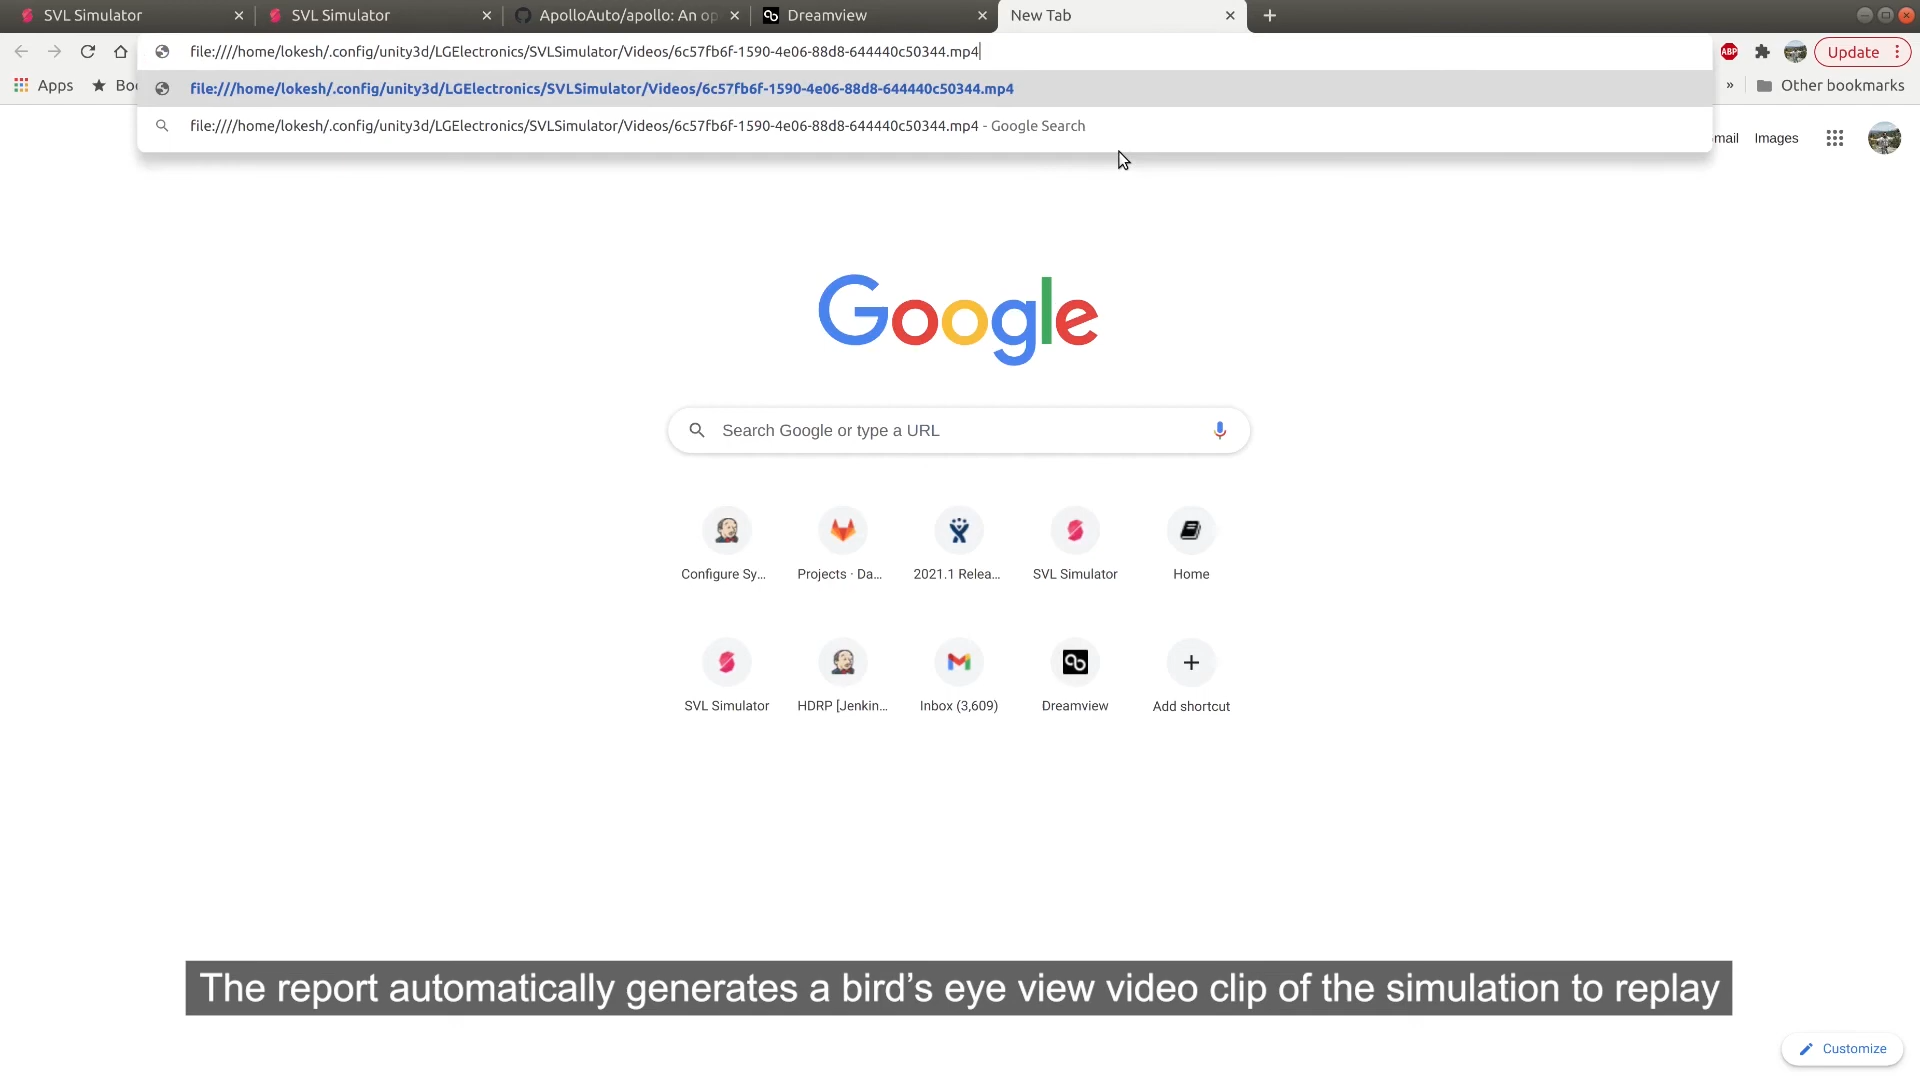 SVL Simulator
SVL Simulator
ApolloAuto/apollo: An op
Dreamview
New Tab
file:////home/lokesh/.config/unity3d/LGElectronics/SVLSimulator/Videos/6c57fb6f-1590-4e06-88d8-644440c50344.mp4
ABP
Update
Apps
Boo
file:///home/lokesh/.config/unity3d/LGElectronics/SVLSimulator/Videos/6c57fb6f-1590-4e06-88d8-644440c50344.mp4
»
Other bookmarks
file:////home/lokesh/.config/unity3d/LGElectronics/SVLSimulator/Videos/6c57fb6f-1590-4e06-88d8-644440c50344.mp4 - Google Search
mail
Images
Google
Search Google or type a URL
Configure Sy...
Projects · Da...
2021.1 Relea...
SVL Simulator
Home
SVL Simulator
HDRP [Jenkin...
Inbox (3,609)
Dreamview
Add shortcut
The report automatically generates a bird’s eye view video clip of the simulation to replay
Customize